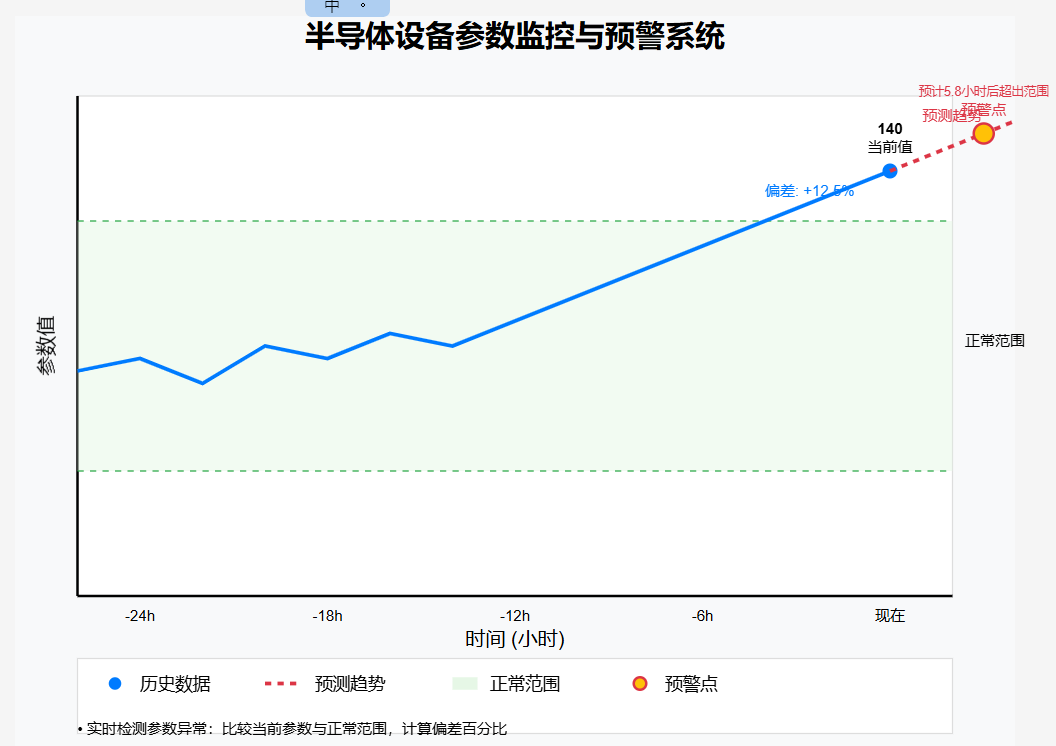 中 °
半导体设备参数监控与预警系统
预计5.8小时后超出范围
预警点
预测趋势
140
当前值
偏差: +12.5%
参数值
正常范围
-24h
-18h
-12h
-6h
现在
时间 (小时)
历史数据
预测趋势
正常范围
预警点
• 实时检测参数异常：比较当前参数与正常范围，计算偏差百分比